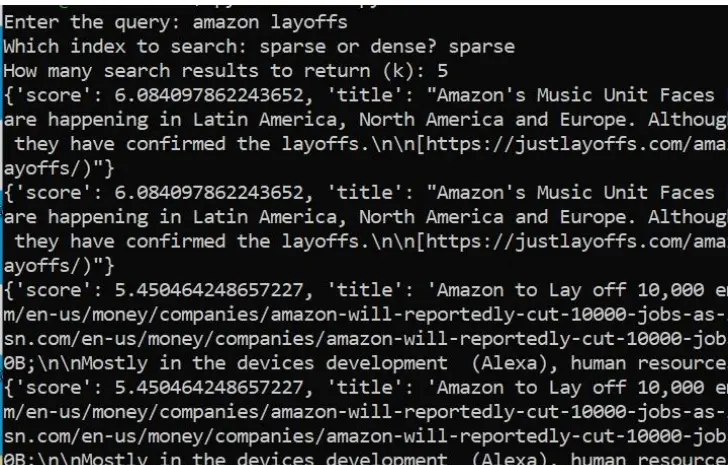 Enter the query: amazon layoffs
Which index to search: sparse or dense? sparse
How many search results to return (k): 5
{'score': 6.084097862243652, 'title': "Amazon's Music Unit Faces
are happening in Latin America, North America and Europe. Althoug
they have confirmed the layoffs.\n\n[https://justlayoffs.com/ama
ayoffs/)"}
{'score': 6.084097862243652, 'title': "Amazon's Music Unit Faces
are happening in Latin America, North America and Europe. Althoug
they have confirmed the layoffs.\n\n[https://justlayoffs.com/ama
ayoffs/)"}
{'score': 5.450464248657227, 'title': 'Amazon to Lay off 10,000 e
m/en-us/money/companies/amazon-will-reportedly-cut-10000-jobs-as-
sn.com/en-us/money/companies/amazon-will-reportedly-cut-10000-job
0B;\n\nMostly in the devices development (Alexa), human resource
{'score': 5.450464248657227, 'title': 'Amazon to Lay off 10,000 e
m/en-us/money/companies/amazon-will-reportedly-cut-10000-jobs-as-
sn.com/en-us/money/companies/amazon-will-reportedly-cut-10000-job
0B;\n\nMostly in the devices development (Alexa), human resource